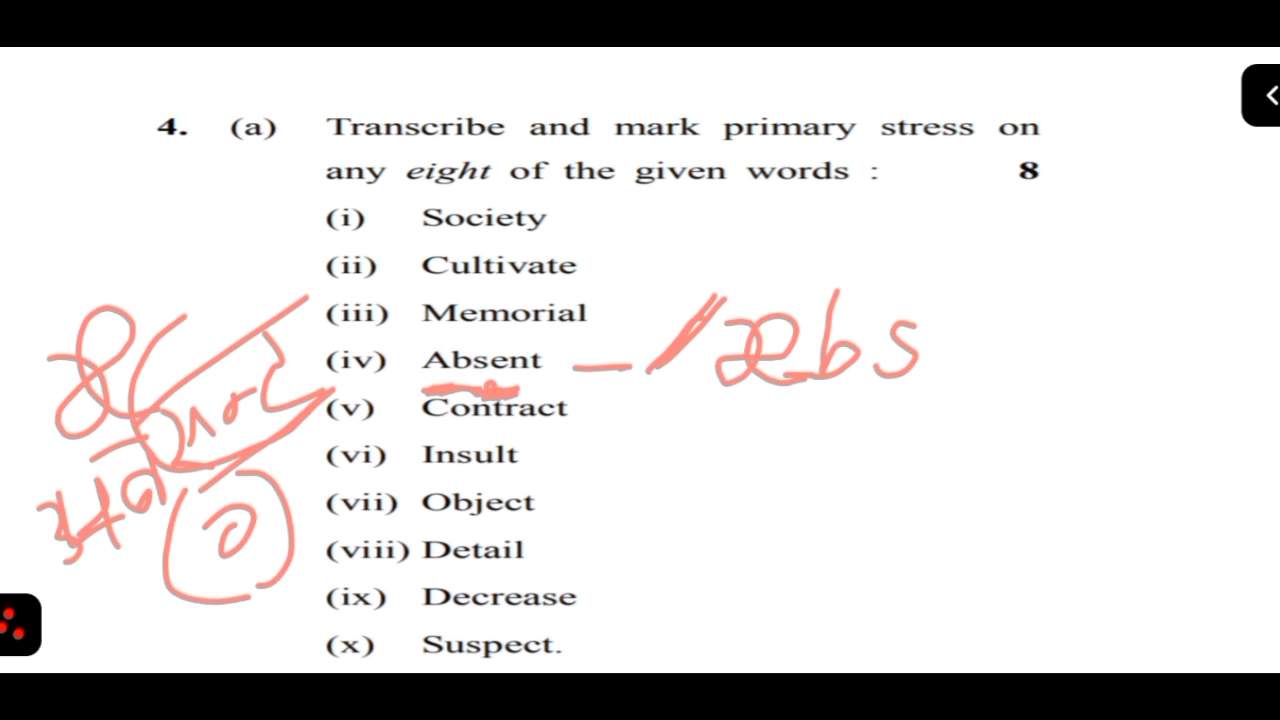 4. (a) Transcribe and mark primary stress on
any eight of the given words : 8
(i) Society
(ii) Cultivate
(iii) Memorial
(iv) Absent – /æbs
(v) Contract
(vi) Insult
(vii) Object
(viii) Detail
(ix) Decrease
(x) Suspect.